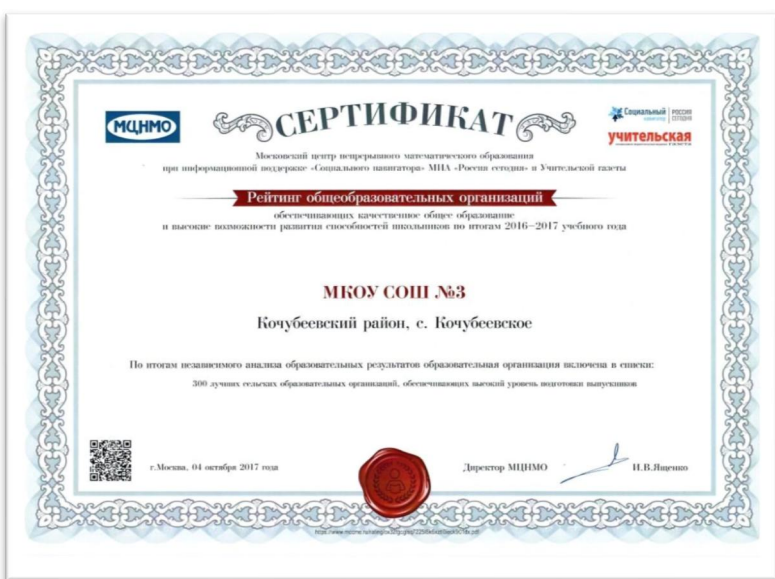 МЦНМО
СЕРТИФИКАТ
Социальный
навигатор
РОССИЯ
СЕГОДНЯ
учительская
Московский центр непрерывного математического образования
при информационной поддержке «Социального навигатора» МИА «Россия сегодня» и Учительской газеты
Рейтинг общеобразовательных организаций
обеспечивающих качественное общее образование
и высокие возможности развития способностей школьников по итогам 2016–2017 учебного года
МКОУ СОШ №3
Кочубеевский район, с. Кочубеевское
По итогам независимого анализа образовательных результатов образовательная организация включена в списки:
300 лучших сельских образовательных организаций, обеспечивающих высокий уровень подготовки выпускников
г.Москва, 04 октября 2017 года
Директор МЦНМО
И.В.Ященко